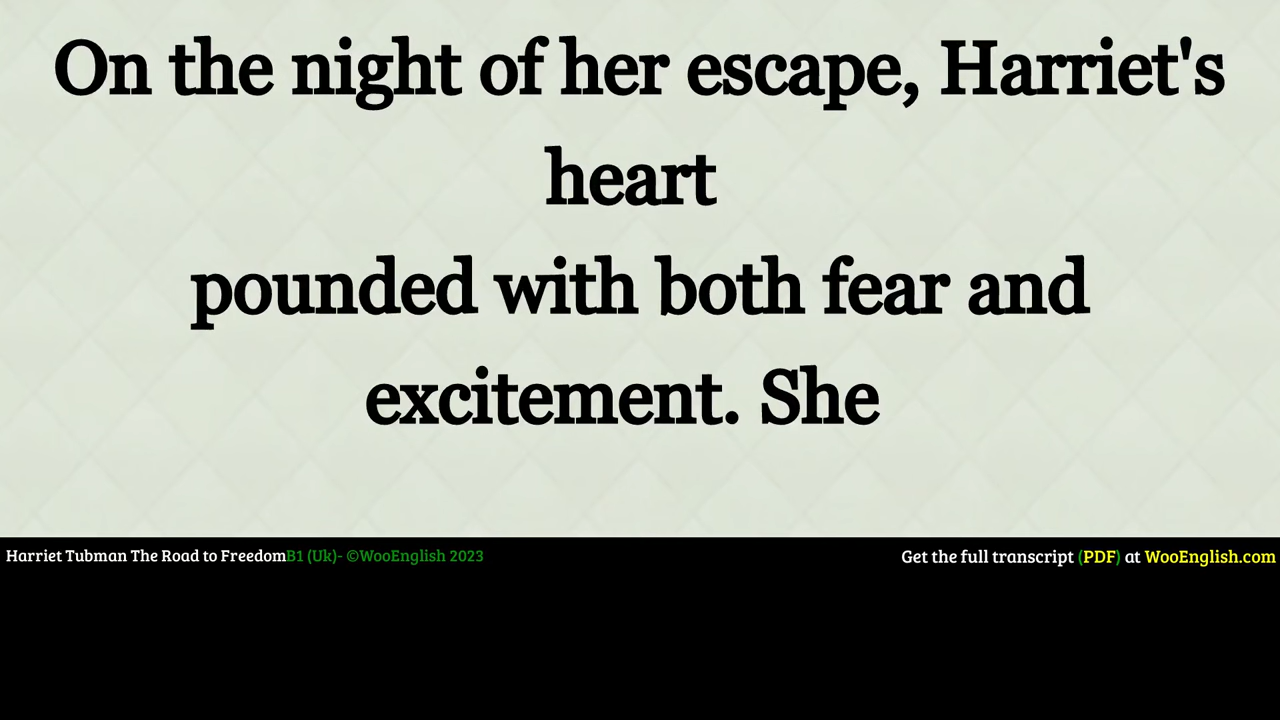 On the night of her escape, Harriet's
heart
pounded with both fear and
excitement. She
Harriet Tubman The Road to FreedomB1 (Uk)- ©WooEnglish 2023
Get the full transcript (PDF) at WooEnglish.com